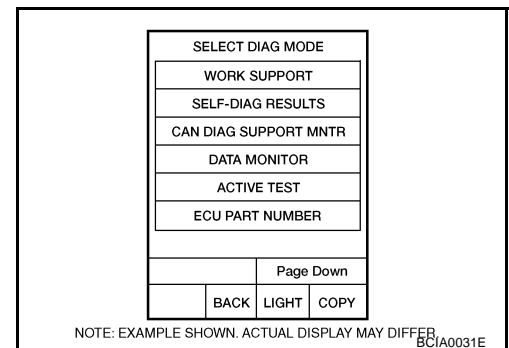 SELECT DIAG MODE
WORK SUPPORT
SELF-DIAG RESULTS
CAN DIAG SUPPORT MNTR
DATA MONITOR
ACTIVE TEST
ECU PART NUMBER
Page Down
BACK LIGHT COPY
NOTE: EXAMPLE SHOWN. ACTUAL DISPLAY MAY DIFFER.
BCIA0031E